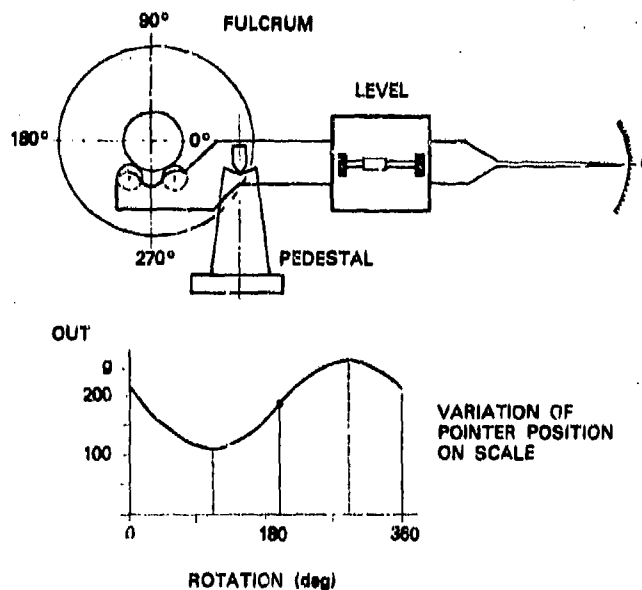 90°
FULCRUM
LEVEL
180°
0°
270°
PEDESTAL
OUT
g
200
100
0
180
360
VARIATION OF
POINTER POSITION
ON SCALE
ROTATION (deg)